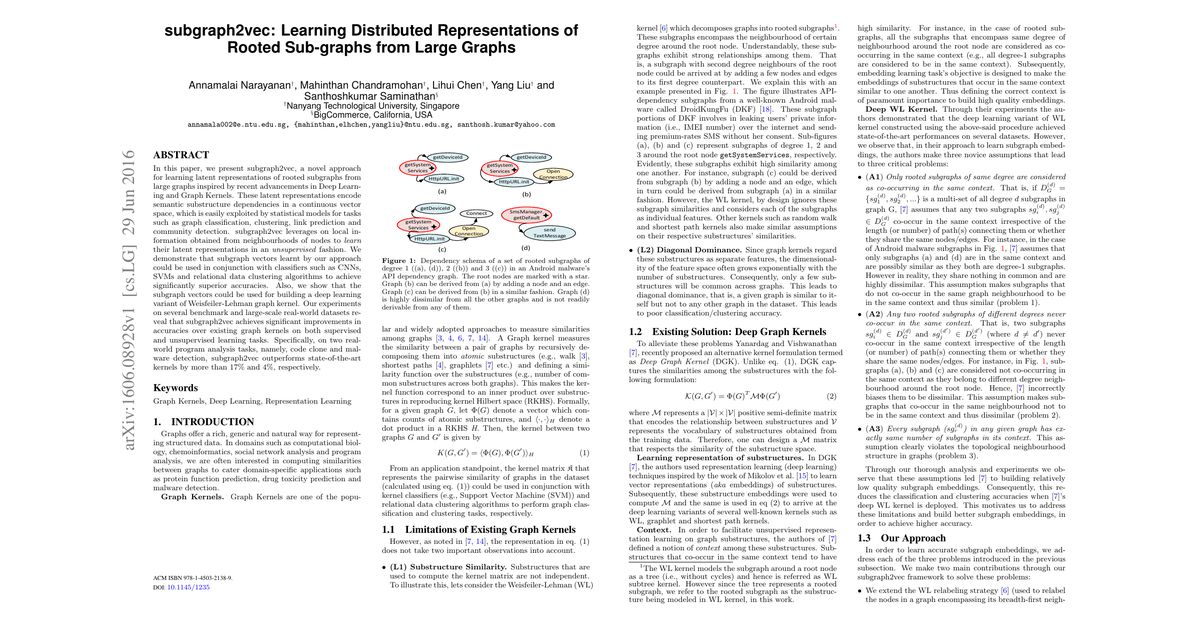 subgraph2vec: Learning Distributed Representations of
Rooted Sub-graphs from Large Graphs
Annamalai Narayanan†, Mahinthan Chandramohan†, Lihui Chen†, Yang Liu† and
Santhoshkumar Saminathan§
†Nanyang Technological University, Singapore
§BigCommerce, California, USA
annamala002@e.ntu.edu.sg, {mahinthan,elhchen,yangliu}@ntu.edu.sg, santhosh.kumar@yahoo.com
arXiv:1606.08928v1 [cs.LG] 29 Jun 2016
ABSTRACT
In this paper, we present subgraph2vec, a novel approach
for learning latent representations of rooted subgraphs from
large graphs inspired by recent advancements in Deep Learn-
ing and Graph Kernels. These latent representations encode
semantic substructure dependencies in a continuous vector
space, which is easily exploited by statistical models for tasks
such as graph classification, clustering, link prediction and
community detection. subgraph2vec leverages on local in-
formation obtained from neighbourhoods of nodes to learn
their latent representations in an unsupervised fashion. We
demonstrate that subgraph vectors learnt by our approach
could be used in conjunction with classifiers such as CNNs,
SVMs and relational data clustering algorithms to achieve
significantly superior accuracies. Also, we show that the
subgraph vectors could be used for building a deep learning
variant of Weisfeiler-Lehman graph kernel. Our experiments
on several benchmark and large-scale real-world datasets re-
veal that subgraph2vec achieves significant improvements in
accuracies over existing graph kernels on both supervised
and unsupervised learning tasks. Specifically, on two real-
world program analysis tasks, namely, code clone and mal-
ware detection, subgraph2vec outperforms state-of-the-art
kernels by more than 17% and 4%, respectively.
Keywords
Graph Kernels, Deep Learning, Representation Learning
1. INTRODUCTION
Graphs offer a rich, generic and natural way for represent-
ing structured data. In domains such as computational biol-
ogy, chemoinformatics, social network analysis and program
analysis, we are often interested in computing similarities
between graphs to cater domain-specific applications such
as protein function prediction, drug toxicity prediction and
malware detection.
Graph Kernels. Graph Kernels are one of the popu-
ACM ISBN 978-1-4503-2138-9.
DOI: 10.1145/1235
getDeviceId
getSystem
Services
HttpURL.init
(a)
getDeviceId
getSystem
Services
HttpURL.init
Open
Connection
(b)
getDeviceId
getSystem
Services
HttpURL.init
Connect
Open
Connection
(c)
SmsManager.
getDefault
send
TextMessage
(d)
Figure 1: Dependency schema of a set of rooted subgraphs of
degree 1 ((a), (d)), 2 ((b)) and 3 ((c)) in an Android malware's
API dependency graph. The root nodes are marked with a star.
Graph (b) can be derived from (a) by adding a node and an edge.
Graph (c) can be derived from (b) in a similar fashion. Graph (d)
is highly dissimilar from all the other graphs and is not readily
derivable from any of them.
lar and widely adopted approaches to measure similarities
among graphs [3, 4, 6, 7, 14]. A Graph kernel measures
the similarity between a pair of graphs by recursively de-
composing them into atomic substructures (e.g., walk [3],
shortest paths [4], graphlets [7] etc.) and defining a sim-
ilarity function over the substructures (e.g., number of com-
mon substructures across both graphs). This makes the ker-
nel function correspond to an inner product over substruc-
tures in reproducing kernel Hilbert space (RKHS). Formally,
for a given graph G, let Φ(G) denote a vector which con-
tains counts of atomic substructures, and ⟨·, ·⟩H denote a
dot product in a RKHS H. Then, the kernel between two
graphs G and G′ is given by
K(G, G′) = ⟨Φ(G), Φ(G′)⟩H (1)
From an application standpoint, the kernel matrix 𝔎 that
represents the pairwise similarity of graphs in the dataset
(calculated using eq. (1)) could be used in conjunction with
kernel classifiers (e.g., Support Vector Machine (SVM)) and
relational data clustering algorithms to perform graph clas-
sification and clustering tasks, respectively.
1.1 Limitations of Existing Graph Kernels
However, as noted in [7, 14], the representation in eq. (1)
does not take two important observations into account.
• (L1) Substructure Similarity. Substructures that are
used to compute the kernel matrix are not independent.
To illustrate this, lets consider the Weisfeiler-Lehman (WL)
kernel [6] which decomposes graphs into rooted subgraphs1.
These subgraphs encompass the neighbourhood of certain
degree around the root node. Understandably, these sub-
graphs exhibit strong relationships among them. That
is, a subgraph with second degree neighbours of the root
node could be arrived at by adding a few nodes and edges
to its first degree counterpart. We explain this with an
example presented in Fig. 1. The figure illustrates API-
dependency subgraphs from a well-known Android mal-
ware called DroidKungFu (DKF) [18]. These subgraph
portions of DKF involves in leaking users' private infor-
mation (i.e., IMEI number) over the internet and send-
ing premium-rates SMS without her consent. Sub-figures
(a), (b) and (c) represent subgraphs of degree 1, 2 and
3 around the root node getSystemServices, respectively.
Evidently, these subgraphs exhibit high similarity among
one another. For instance, subgraph (c) could be derived
from subgraph (b) by adding a node and an edge, which
in turn could be derived from subgraph (a) in a similar
fashion. However, the WL kernel, by design ignores these
subgraph similarities and considers each of the subgraphs
as individual features. Other kernels such as random walk
and shortest path kernels also make similar assumptions
on their respective substructures' similarities.
• (L2) Diagonal Dominance. Since graph kernels regard
these substructures as separate features, the dimensional-
ity of the feature space often grows exponentially with the
number of substructures. Consequently, only a few sub-
structures will be common across graphs. This leads to
diagonal dominance, that is, a given graph is similar to it-
self but not to any other graph in the dataset. This leads
to poor classification/clustering accuracy.
1.2 Existing Solution: Deep Graph Kernels
To alleviate these problems Yanardag and Vishwanathan
[7], recently proposed an alternative kernel formulation termed
as Deep Graph Kernel (DGK). Unlike eq. (1), DGK cap-
tures the similarities among the substructures with the fol-
lowing formulation:
K(G, G′) = Φ(G)ᵀMΦ(G′) (2)
where M represents a |V| × |V| positive semi-definite matrix
that encodes the relationship between substructures and V
represents the vocabulary of substructures obtained from
the training data. Therefore, one can design a M matrix
that respects the similarity of the substructure space.
Learning representation of substructures. In DGK
[7], the authors used representation learning (deep learning)
techniques inspired by the work of Mikolov et al. [15] to learn
vector representations (aka embeddings) of substructures.
Subsequently, these substructure embeddings were used to
compute M and the same is used in eq (2) to arrive at the
deep learning variants of several well-known kernels such as
WL, graphlet and shortest path kernels.
Context. In order to facilitate unsupervised represen-
tation learning on graph substructures, the authors of [7]
defined a notion of context among these substructures. Sub-
structures that co-occur in the same context tend to have
1The WL kernel models the subgraph around a root node
as a tree (i.e., without cycles) and hence is referred as WL
subtree kernel. However since the tree represents a rooted
subgraph, we refer to the rooted subgraph as the substruc-
ture being modeled in WL kernel, in this work.
high similarity. For instance, in the case of rooted sub-
graphs, all the subgraphs that encompass same degree of
neighbourhood around the root node are considered as co-
occurring in the same context (e.g., all degree-1 subgraphs
are considered to be in the same context). Subsequently,
embedding learning task's objective is designed to make the
embeddings of substructures that occur in the same context
similar to one another. Thus defining the correct context is
of paramount importance to build high quality embeddings.
Deep WL Kernel. Through their experiments the au-
thors demonstrated that the deep learning variant of WL
kernel constructed using the above-said procedure achieved
state-of-the-art performances on several datasets. However,
we observe that, in their approach to learn subgraph embed-
dings, the authors make three novice assumptions that lead
to three critical problems:
• (A1) Only rooted subgraphs of same degree are considered
as co-occurring in the same context. That is, if D_G^(d) =
{sg_1^(d), sg_2^(d), ...} is a multi-set of all degree d subgraphs in
graph G, [7] assumes that any two subgraphs sg_i^(d), sg_j^(d)
∈ D_G^(d) co-occur in the same context irrespective of the
length (or number) of path(s) connecting them or whether
they share the same nodes/edges. For instance, in the case
of Android malware subgraphs in Fig. 1, [7] assumes that
only subgraphs (a) and (d) are in the same context and
are possibly similar as they both are degree-1 subgraphs.
However in reality, they share nothing in common and are
highly dissimilar. This assumption makes subgraphs that
do not co-occur in the same graph neighbourhood to be
in the same context and thus similar (problem 1).
• (A2) Any two rooted subgraphs of different degrees never
co-occur in the same context. That is, two subgraphs
sg_i^(d) ∈ D_G^(d) and sg_j^(d′) ∈ D_G^(d′) (where d ≠ d′) never
co-occur in the same context irrespective of the length
(or number) of path(s) connecting them or whether they
share the same nodes/edges. For instance, in Fig. 1, sub-
graphs (a), (b) and (c) are considered not co-occurring in
the same context as they belong to different degree neigh-
bourhood around the root node. Hence, [7] incorrectly
biases them to be dissimilar. This assumption makes sub-
graphs that co-occur in the same neighbourhood not to
be in the same context and thus dissimilar (problem 2).
• (A3) Every subgraph (sg_r^(d)) in any given graph has ex-
actly same number of subgraphs in its context. This as-
sumption clearly violates the topological neighbourhood
structure in graphs (problem 3).
Through our thorough analysis and experiments we ob-
serve that these assumptions led [7] to building relatively
low quality subgraph embeddings. Consequently, this re-
duces the classification and clustering accuracies when [7]'s
deep WL kernel is deployed. This motivates us to address
these limitations and build better subgraph embeddings, in
order to achieve higher accuracy.
1.3 Our Approach
In order to learn accurate subgraph embeddings, we ad-
dress each of the three problems introduced in the previous
subsection. We make two main contributions through our
subgraph2vec framework to solve these problems:
• We extend the WL relabeling strategy [6] (used to relabel
the nodes in a graph encompassing its breadth-first neigh-